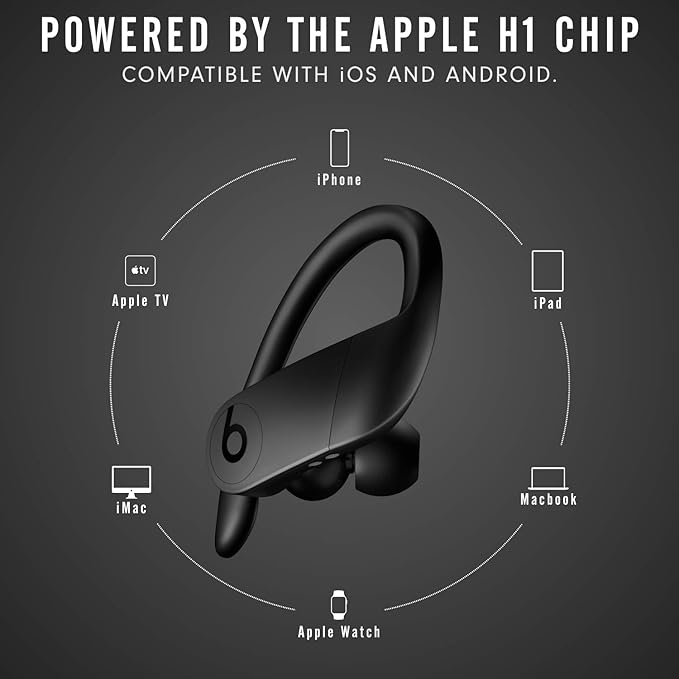 POWERED BY THE APPLE H1 CHIP
COMPATIBLE WITH iOS AND ANDROID.
iPhone
tv
Apple TV
iPad
b
iMac
Macbook
Apple Watch